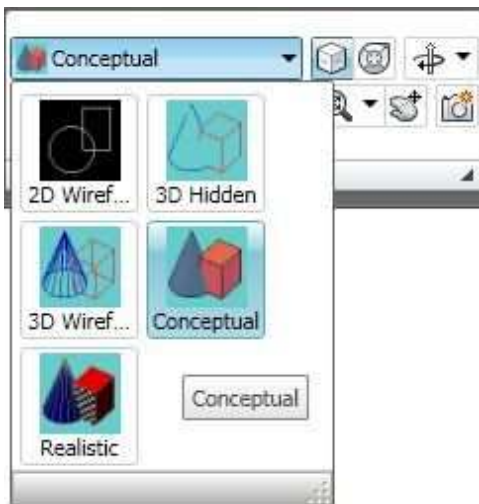 Conceptual
2D Wiref...
3D Hidden
3D Wiref...
Conceptual
Realistic
Conceptual